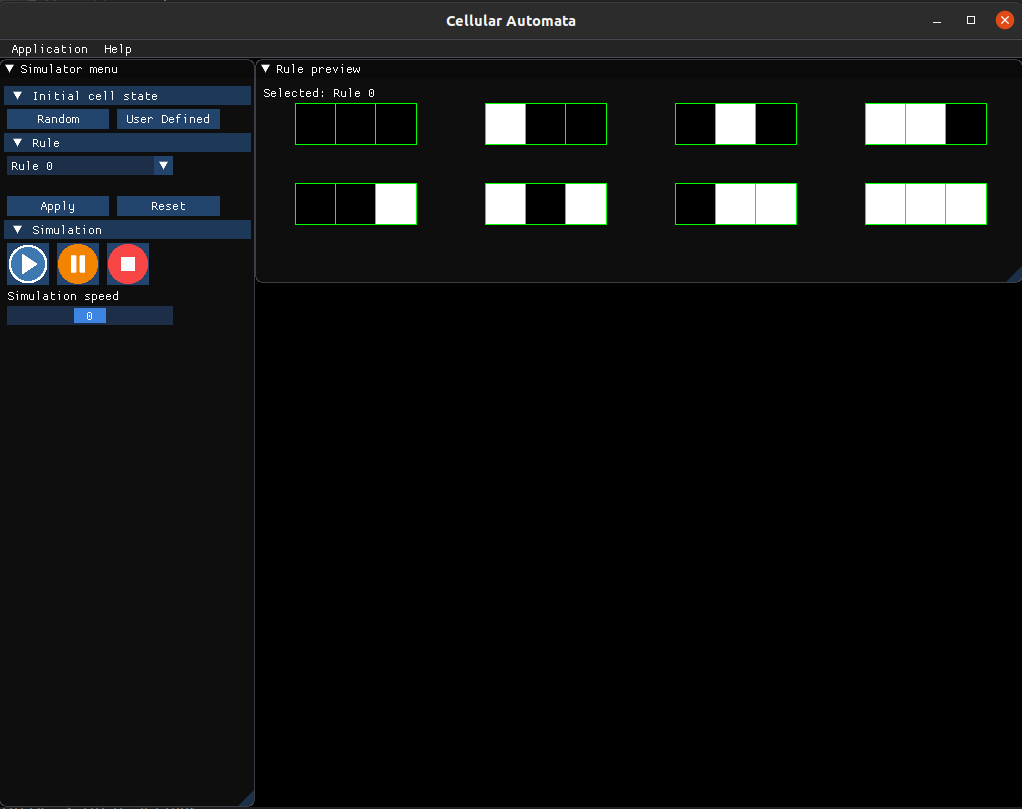 Cellular Automata
Application Help
Simulator menu
Initial cell state
Random User Defined
Rule
Rule 0
Apply Reset
Simulation
Simulation speed
0
Rule preview
Selected: Rule 0